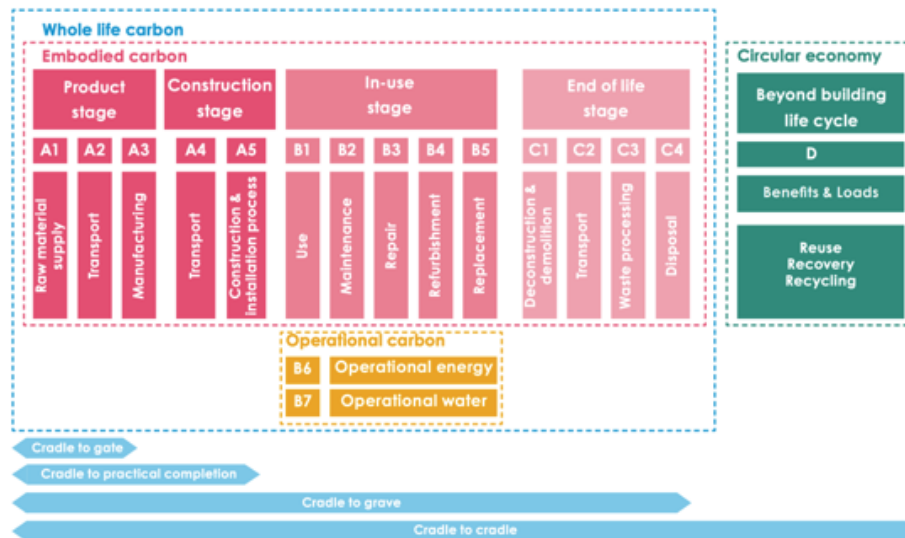 Whole life carbon
Embodied carbon
Product
stage
A1
A2
A3
Raw material
supply
Transport
Manufacturing
Construction
stage
A4
A5
Transport
Construction &
installation process
In-use
stage
B1
B2
B3
B4
B5
Use
Maintenance
Repair
Refurbishment
Replacement
End of life
stage
C1
C2
C3
C4
Deconstruction &
demolition
Transport
Waste processing
Disposal
Operational carbon
B6
Operational energy
B7
Operational water
Circular economy
Beyond building
life cycle
D
Benefits & Loads
Reuse
Recovery
Recycling
Cradle to gate
Cradle to practical completion
Cradle to grave
Cradle to cradle